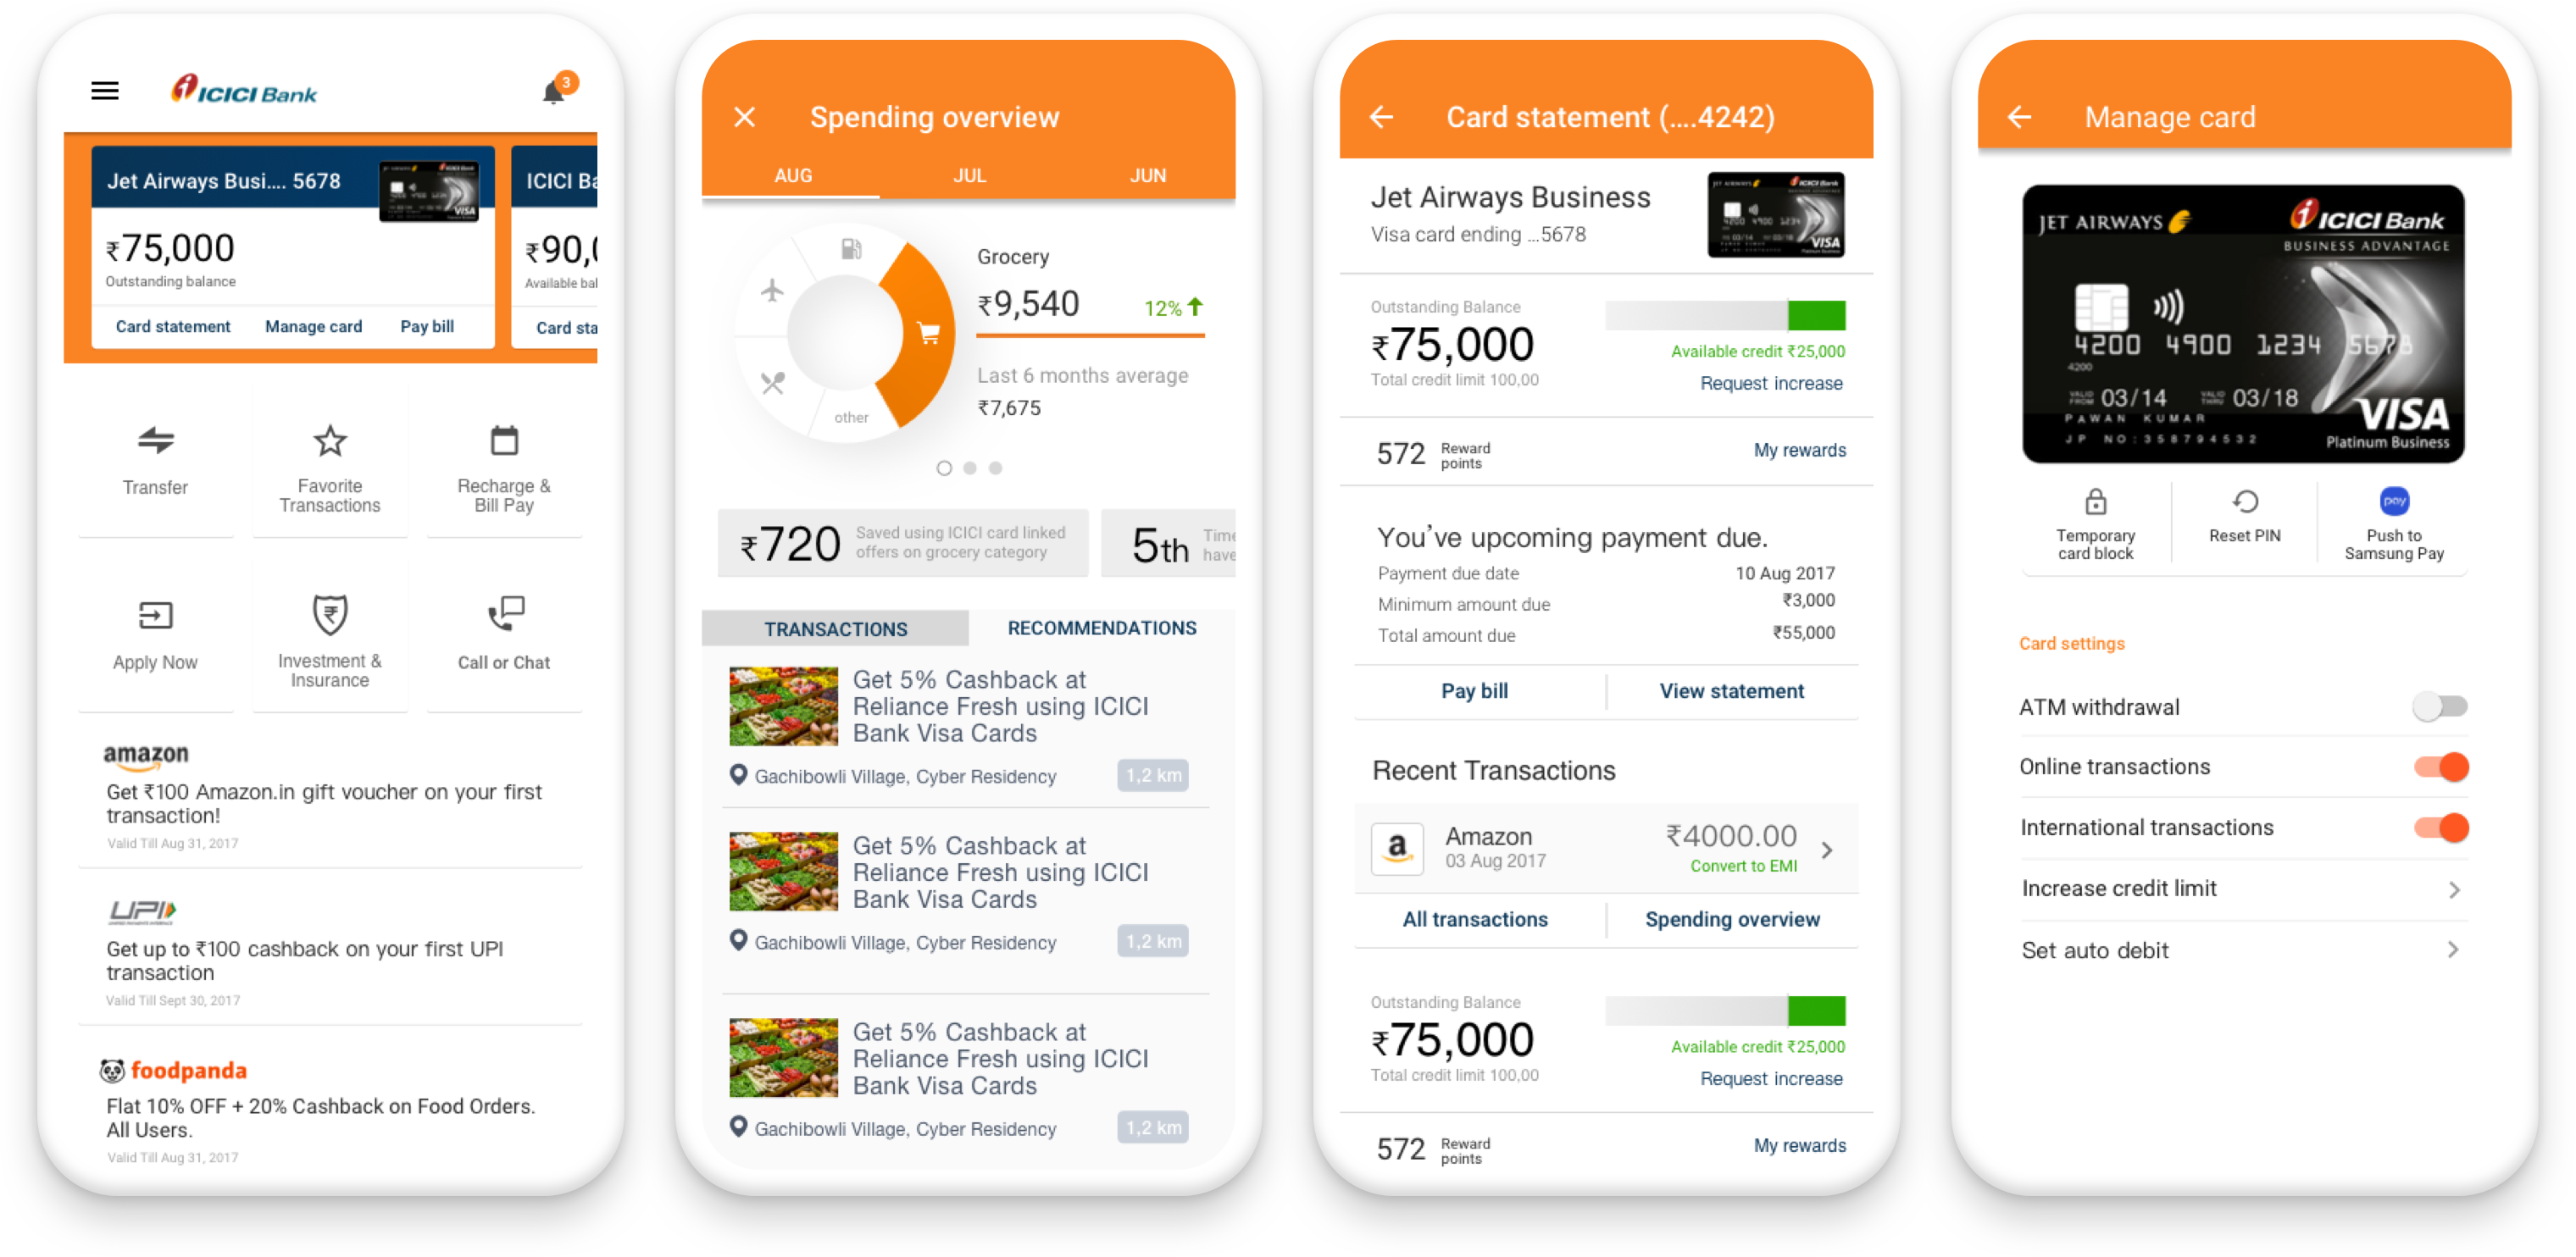 3
ICICI Bank
Jet Airways Busi.... 5678
₹75,000
Outstanding balance
Card statement
Manage card
Pay bill
ICICI Ba
₹90,0
Available bal
Card sta
Transfer
Favorite
Transactions
Recharge &
Bill Pay
Apply Now
Investment &
Insurance
Call or Chat
amazon
Get ₹100 Amazon.in gift voucher on your first
transaction!
Valid Till Aug 31, 2017
UPI
Get up to ₹100 cashback on your first UPI
transaction
Valid Till Sept 30, 2017
foodpanda
Flat 10% OFF + 20% Cashback on Food Orders.
All Users.
Valid Till Aug 31, 2017
Spending overview
AUG
JUL
JUN
other
Grocery
₹9,540
12%
Last 6 months average
₹7,675
₹720
Saved using ICICI card linked
offers on grocery category
5th
Time
have
TRANSACTIONS
RECOMMENDATIONS
Get 5% Cashback at
Reliance Fresh using ICICI
Bank Visa Cards
Gachibowli Village, Cyber Residency
1,2 km
Get 5% Cashback at
Reliance Fresh using ICICI
Bank Visa Cards
Gachibowli Village, Cyber Residency
1,2 km
Get 5% Cashback at
Reliance Fresh using ICICI
Bank Visa Cards
Gachibowli Village, Cyber Residency
1,2 km
Card statement (....4242)
Jet Airways Business
Visa card ending ...5678
Outstanding Balance
₹75,000
Total credit limit 100,00
Available credit ₹25,000
Request increase
572
Reward
points
My rewards
You've upcoming payment due.
Payment due date
10 Aug 2017
Minimum amount due
₹3,000
Total amount due
₹55,000
Pay bill
View statement
Recent Transactions
a
Amazon
03 Aug 2017
₹4000.00
Convert to EMI
All transactions
Spending overview
Outstanding Balance
₹75,000
Total credit limit 100,00
Available credit ₹25,000
Request increase
572
Reward
points
My rewards
Manage card
JET AIRWAYS
ICICI Bank
BUSINESS ADVANTAGE
4200 4900 1234 5678
4200
VALID FROM 03/14
VALID THRU 03/18
PAWAN KUMAR
JP NO:358794532
VISA
Platinum Business
Temporary
card block
Reset PIN
pay
Push to
Samsung Pay
Card settings
ATM withdrawal
Online transactions
International transactions
Increase credit limit
Set auto debit